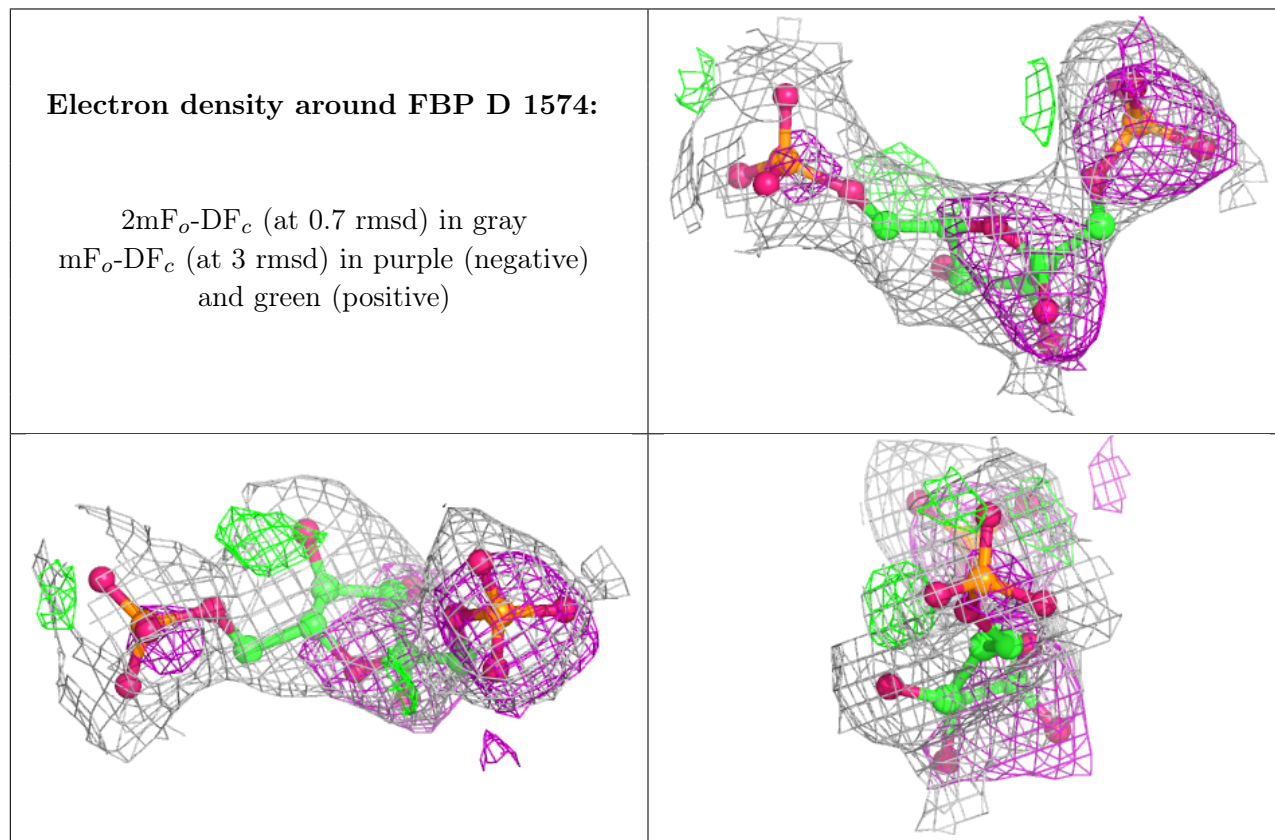 Electron density around FBP D 1574:
2mFo-DFc (at 0.7 rmsd) in gray
mFo-DFc (at 3 rmsd) in purple (negative)
and green (positive)